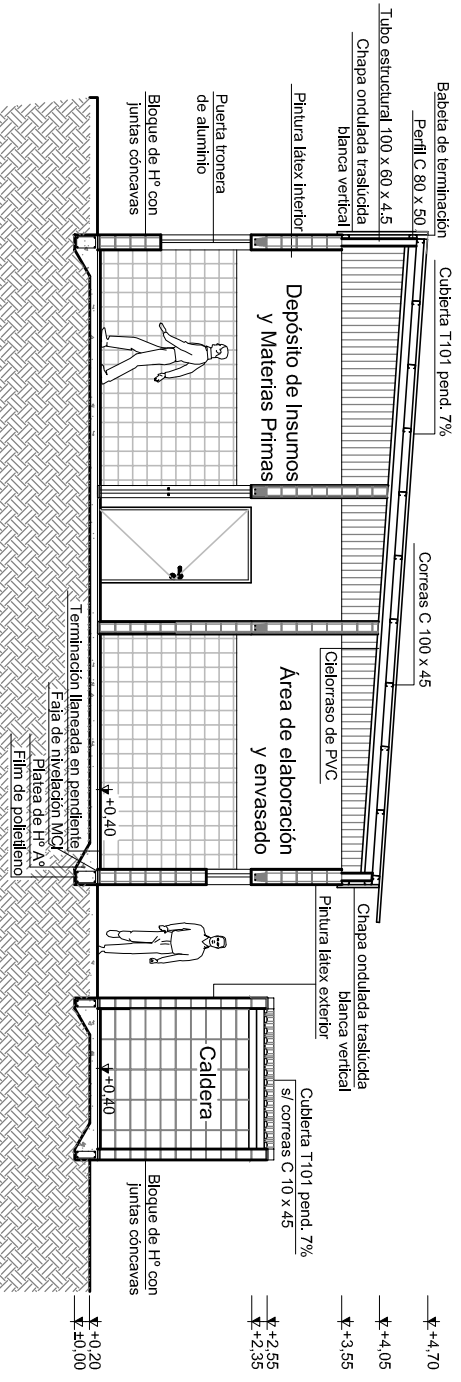 Babeta de terminación
Perfil C 80 x 50
Tubo estructural 100 x 60 x 4.5
Chapa ondulada traslúcida
blanca vertical
Pintura látex interior
Puerta tronera
de aluminio
Bloque de Hº con
juntas cóncavas
Cubierta T101 pend. 7%
Correas C 100 x 45
Depósito de Insumos
y Materias Primas
Cielorraso de PVC
Área de elaboración
y envasado
+0,40
Terminación llaneada en pendiente
Faja de nivelación MCI
Platea de Hº Aº
Film de polietileno
Chapa ondulada traslúcida
blanca vertical
Pintura látex exterior
Cubierta T101 pend. 7%
s/ correas C 10 x 45
Caldera
+0,40
Bloque de Hº con
juntas cóncavas
+4,70
+4,05
+3,55
+2,55
+2,35
+0,20
±0,00